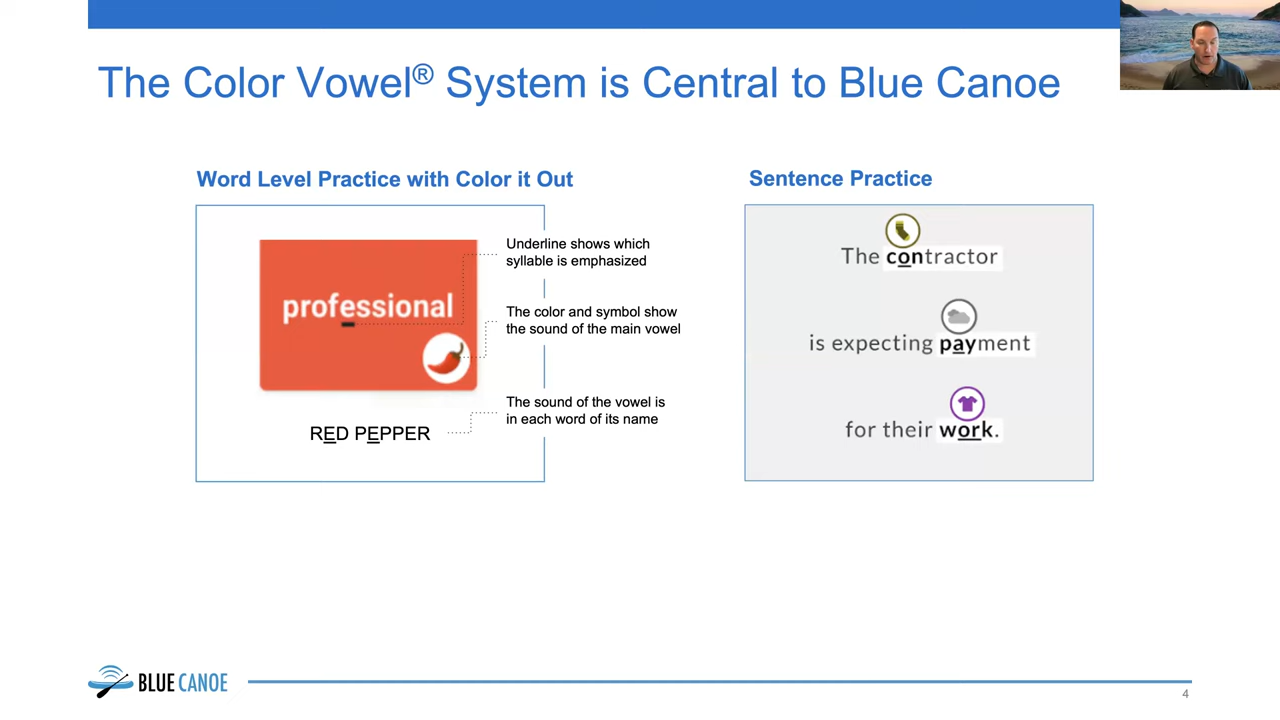 The Color Vowel® System is Central to Blue Canoe
Word Level Practice with Color it Out
professional
RED PEPPER
Underline shows which
syllable is emphasized
The color and symbol show
the sound of the main vowel
The sound of the vowel is
in each word of its name
Sentence Practice
The contractor
is expecting payment
for their work.
BLUE CANOE
4